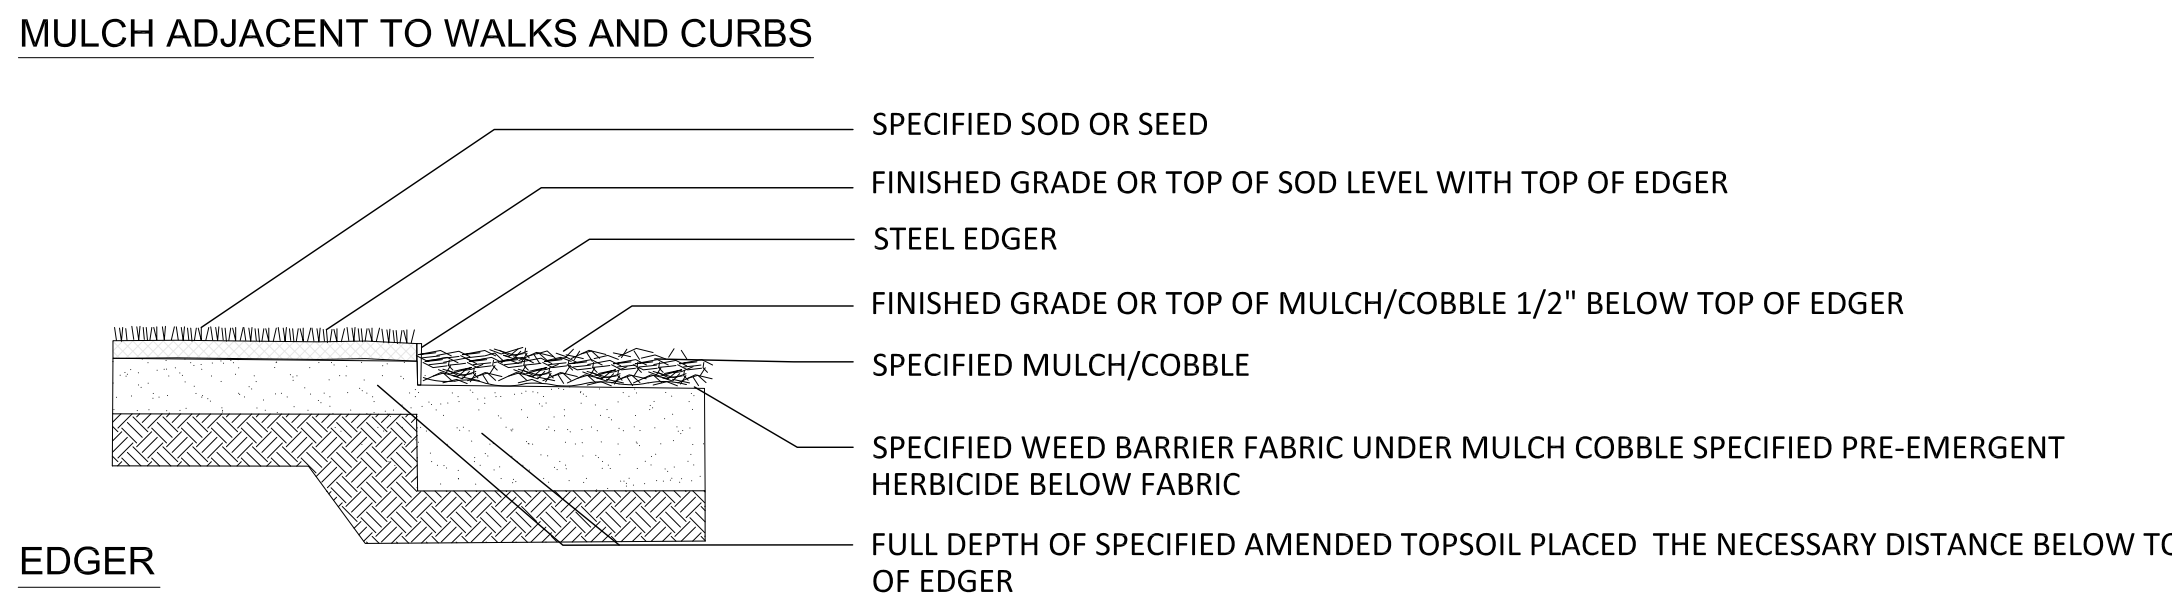 MULCH ADJACENT TO WALKS AND CURBS
SPECIFIED SOD OR SEED
FINISHED GRADE OR TOP OF SOD LEVEL WITH TOP OF EDGER
STEEL EDGER
FINISHED GRADE OR TOP OF MULCH/COBBLE 1/2" BELOW TOP OF EDGER
SPECIFIED MULCH/COBBLE
SPECIFIED WEED BARRIER FABRIC UNDER MULCH COBBLE SPECIFIED PRE-EMERGENT
HERBICIDE BELOW FABRIC
FULL DEPTH OF SPECIFIED AMENDED TOPSOIL PLACED  THE NECESSARY DISTANCE BELOW
OF EDGER
EDGER